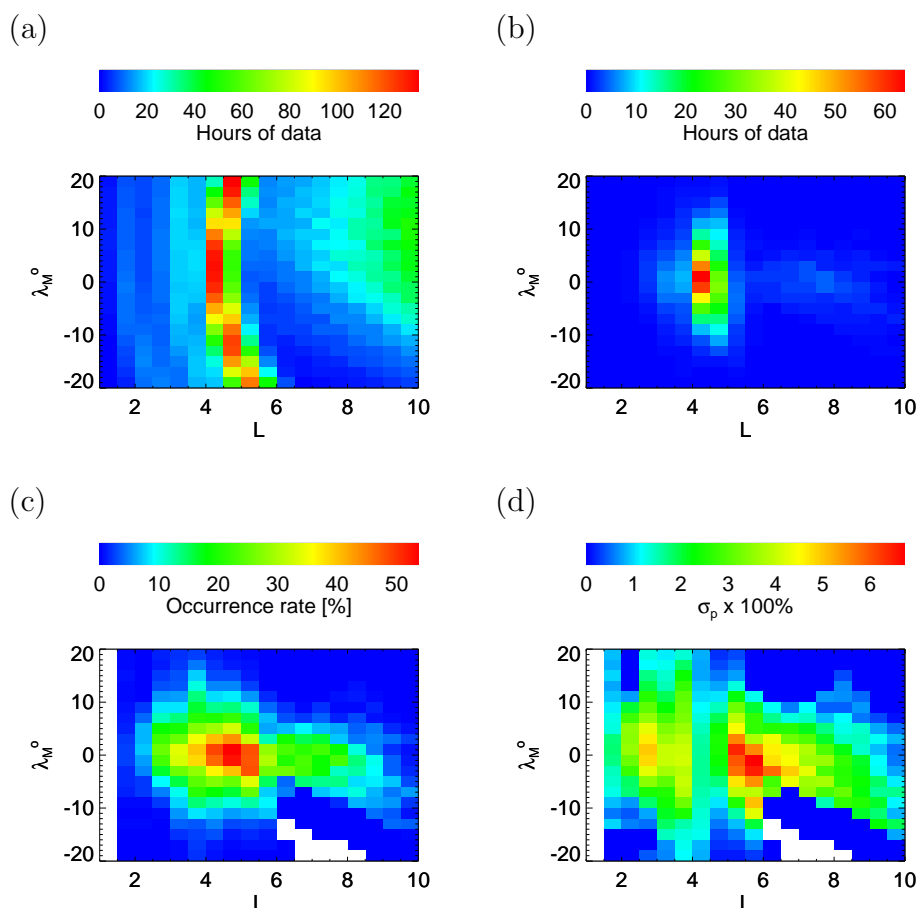 (a)
0 20 40 60 80 100 120
Hours of data
20
10
0
-10
-20
λM°
2 4 6 8 10
L
(b)
0 10 20 30 40 50 60
Hours of data
20
10
0
-10
-20
λM°
2 4 6 8 10
L
(c)
0 10 20 30 40 50
Occurrence rate [%]
20
10
0
-10
-20
λM°
2 4 6 8 10
L
(d)
0 1 2 3 4 5 6
σp x 100%
20
10
0
-10
-20
λM°
2 4 6 8 10
L